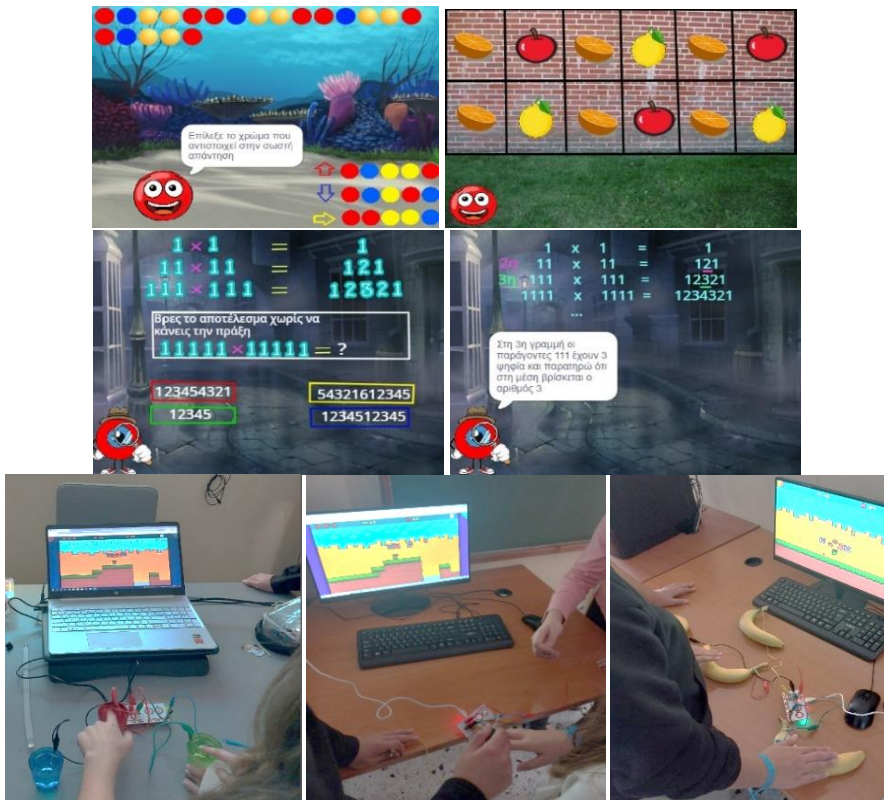 Επίλεξε το χρώμα που
αντιστοιχεί στην σωστή
απάντηση
1 × 1 = 1
11 × 11 = 121
111 × 111 = 12321
Βρες το αποτέλεσμα χωρίς να
κάνεις την πράξη
11111×11111 = ?
123454321
54321612345
12345
1234512345
1 x 1 = 1
2η 11 x 11 = 121
3η 111 x 111 = 12321
1111 x 1111 = 1234321
...
Στη 3η γραμμή οι
παράγοντες 111 έχουν 3
ψηφία και παρατηρώ ότι
στη μέση βρίσκεται ο
αριθμός 3